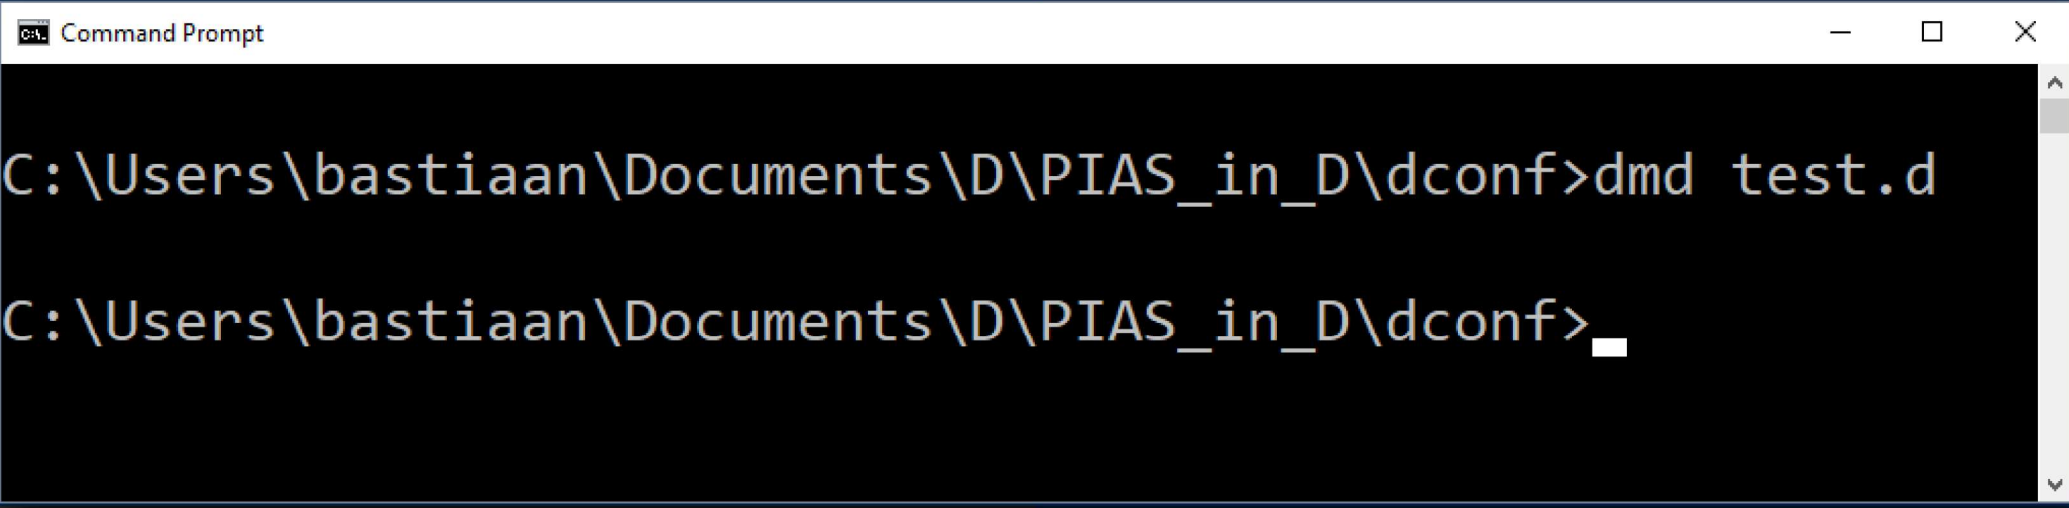 Command Prompt
C:\Users\bastiaan\Documents\D\PIAS_in_D\dconf>dmd test.d
C:\Users\bastiaan\Documents\D\PIAS_in_D\dconf>